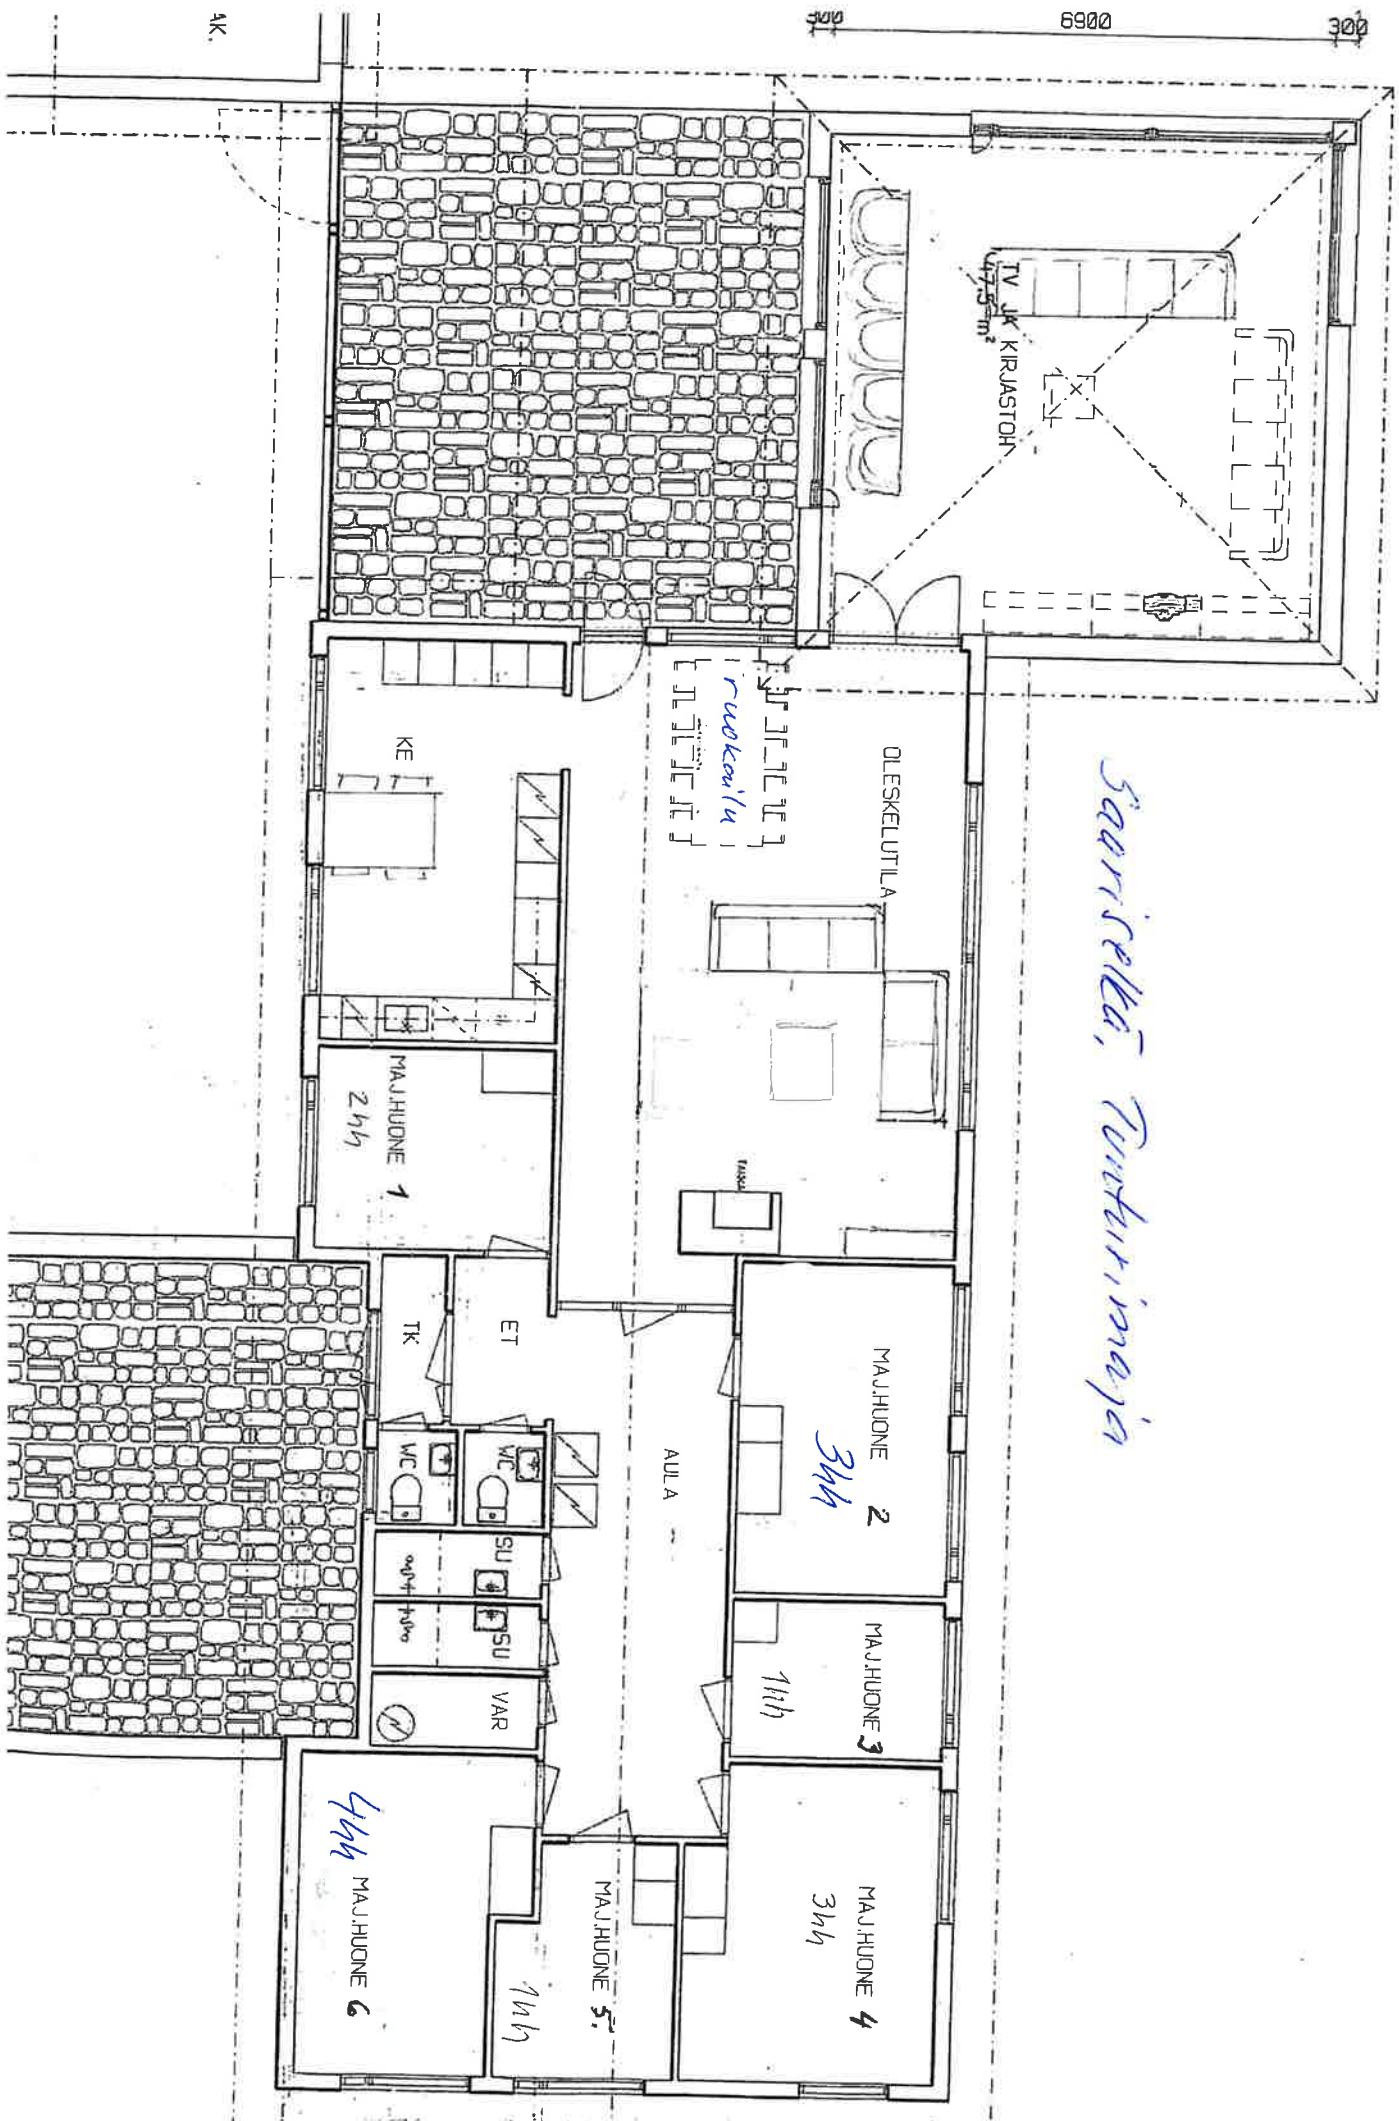 AK.
300
6900
300
TV JA KIRJASTOH
47.5 m²
Saariselkä, Tunturimaja
ruokailu
OLESKELUTILA
KE
MAJ.HUONE 1
2hh
TK
ET
WC
WC
SU
SU
VAR
AULA
MAJ.HUONE 2
3hh
MAJ.HUONE 3
1hh
MAJ.HUONE 4
3hh
MAJ.HUONE 5.
1hh
4hh
MAJ.HUONE 6